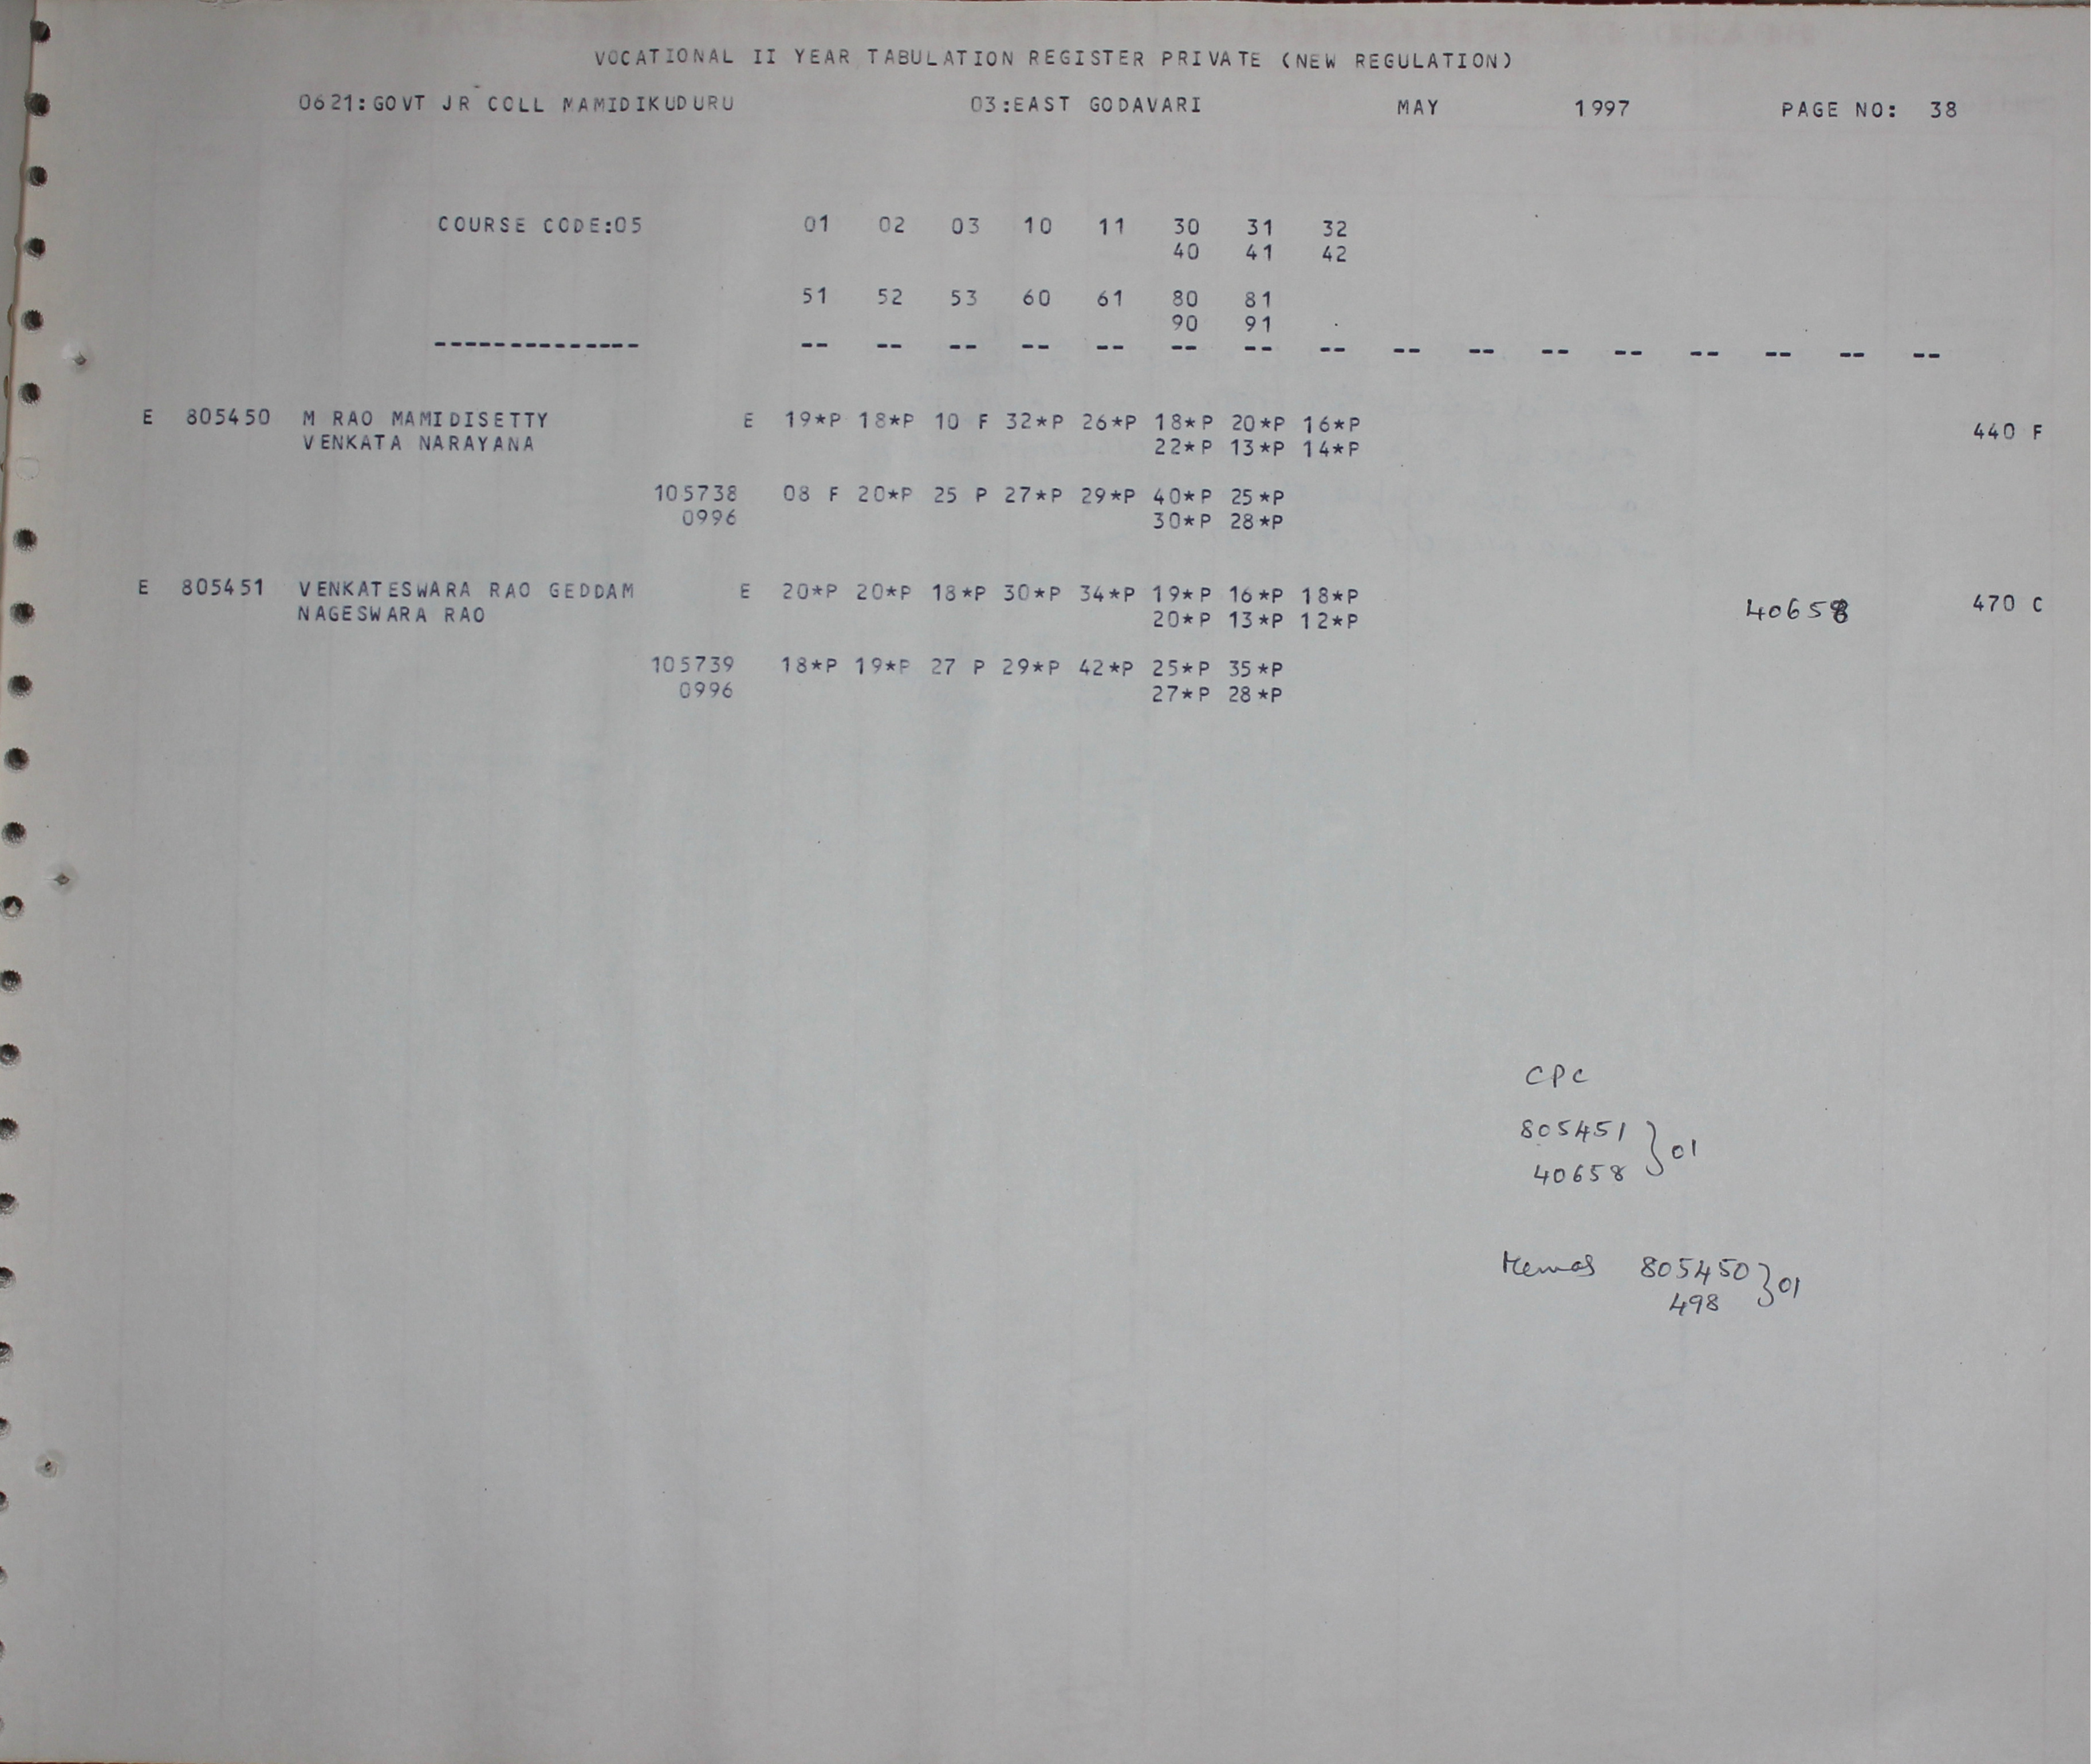 VOCATIONAL II YEAR TABULATION REGISTER PRIVATE (NEW REGULATION)
0621:GOVT JR COLL MAMIDIKUDURU 03:EAST GODAVARI MAY 1997 PAGE NO: 38
COURSE CODE:05 01 02 03 10 11 30 31 32
40 41 42
51 52 53 60 61 80 81
90 91
-------------- -- -- -- -- -- -- -- -- -- -- -- -- -- -- -- --
E 805450 M RAO MAMIDISETTY E 19*P 18*P 10 F 32*P 26*P 18*P 20*P 16*P
VENKATA NARAYANA 22*P 13*P 14*P 440 F
105738 08 F 20*P 25 P 27*P 29*P 40*P 25*P
0996 30*P 28*P
E 805451 VENKATESWARA RAO GEDDAM E 20*P 20*P 18*P 30*P 34*P 19*P 16*P 18*P
NAGESWARA RAO 20*P 13*P 12*P 40658 470 C
105739 18*P 19*P 27 P 29*P 42*P 25*P 35*P
0996 27*P 28*P
CPC
805451 } 01
40658
Memos 805450 } 01
498